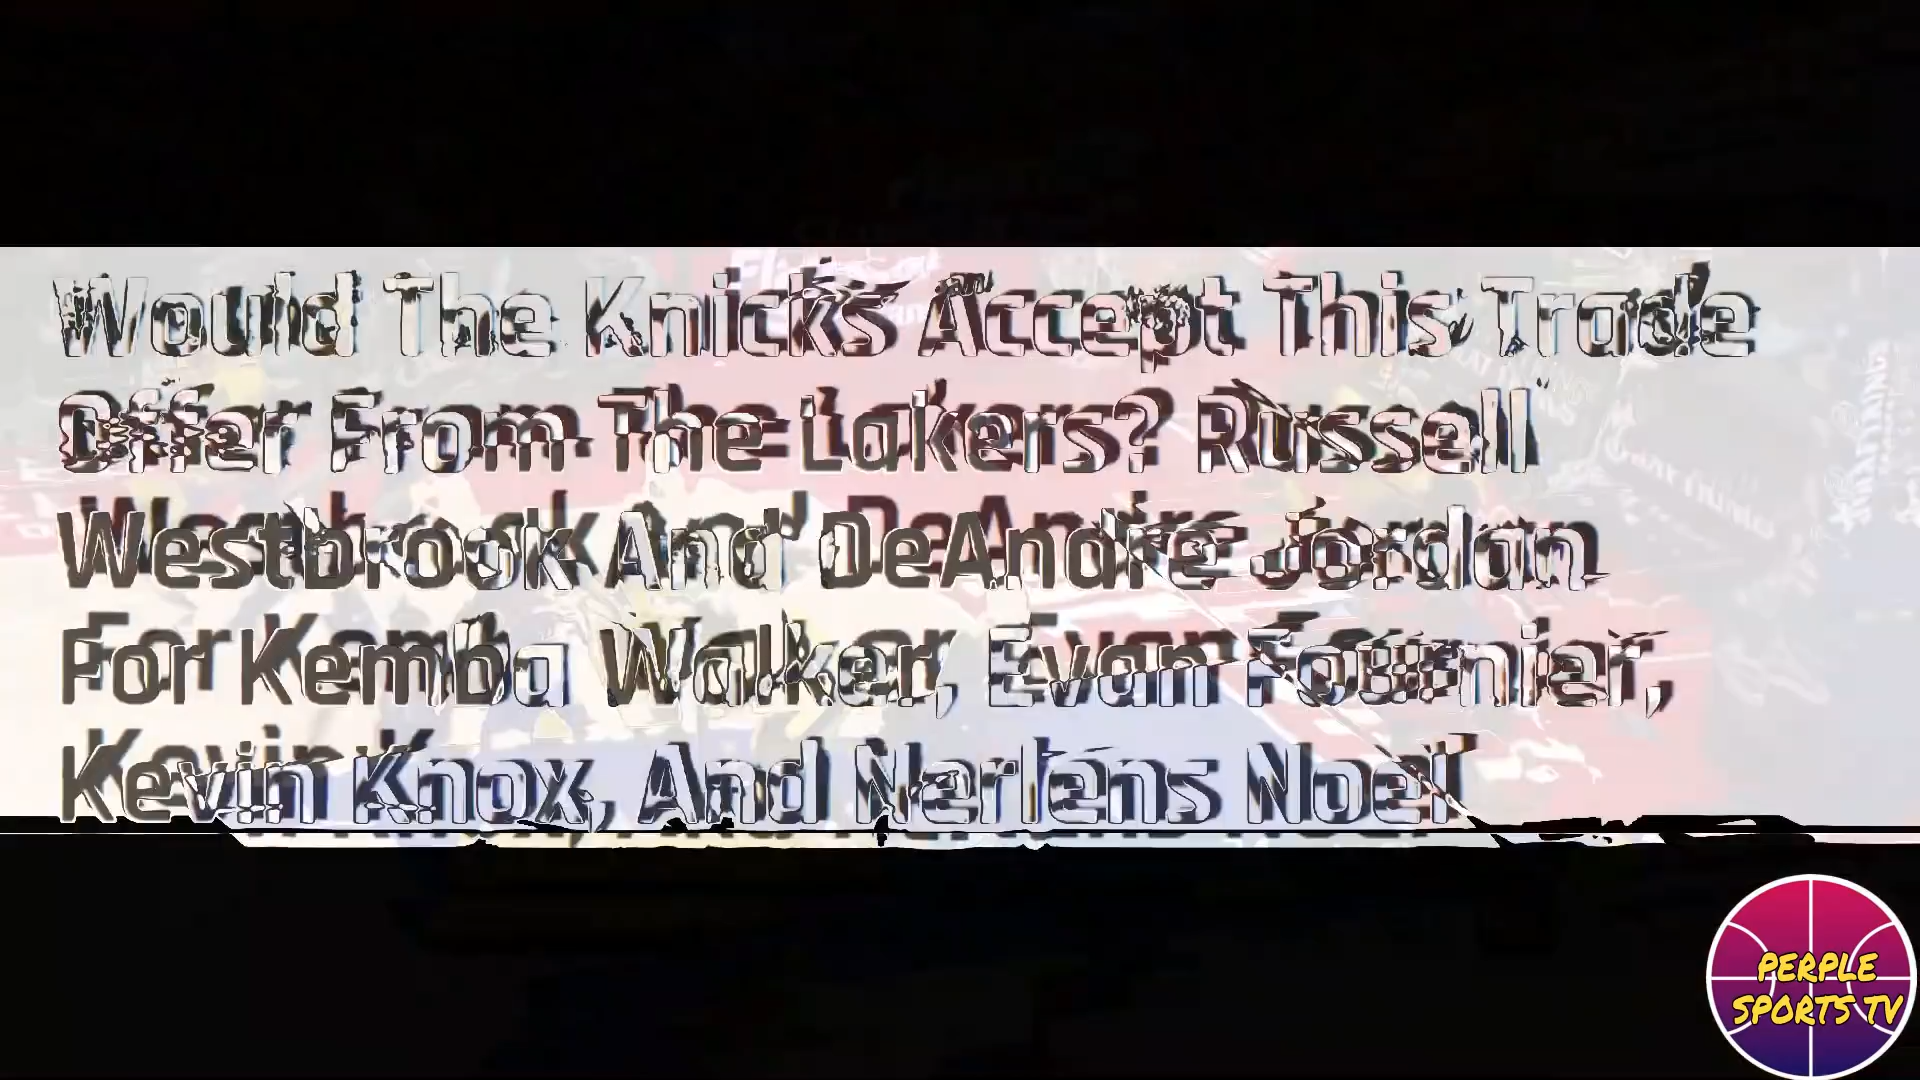 Would The Knicks Accept This Trade
Offer From The Lakers? Russell
Westbrook And DeAndre Jordan
For Kemba Walker, Evan Fournier,
Kevin Knox, And Nerlens Noel
PERPLE
SPORTS TV